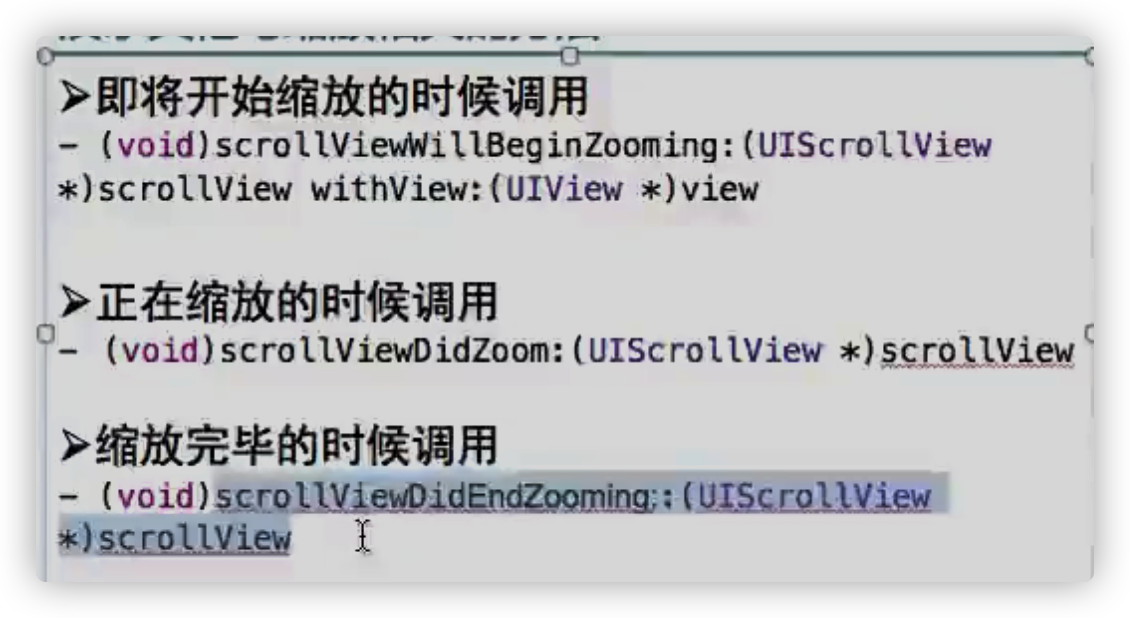 ➢即将开始缩放的时候调用
- (void)scrollViewWillBeginZooming:(UIScrollView
*)scrollView withView:(UIView *)view
➢正在缩放的时候调用
- (void)scrollViewDidZoom:(UIScrollView *)scrollView
➢缩放完毕的时候调用
- (void)scrollViewDidEndZooming::(UIScrollView
*)scrollView